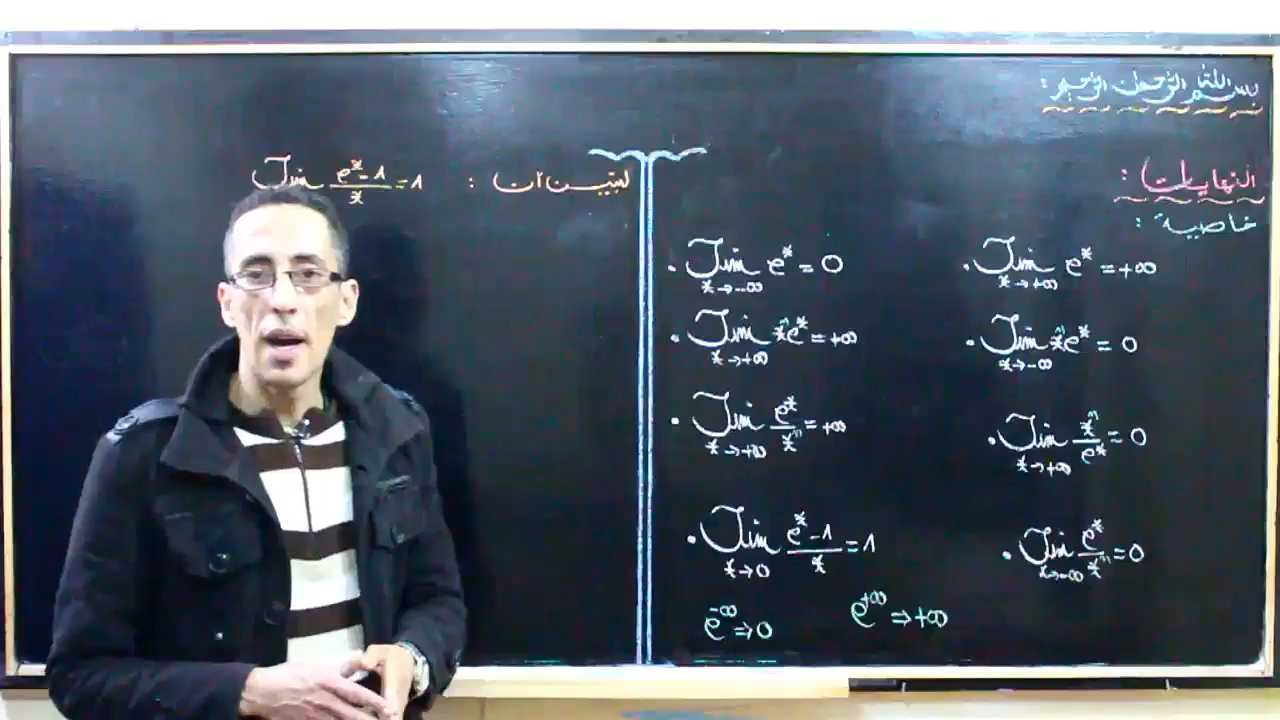 بسم الله الرحمن الرحيم :
النهايات :
خاصية :
• lim e^x = +∞
x→+∞
• lim e^x = 0
x→-∞
• lim x^n e^x = 0
x→-∞
• lim x^n e^x = +∞
x→+∞
• lim x^n/e^x = 0
x→+∞
• lim e^x/x^n = +∞
x→+∞
• lim e^x/x^n = 0
x→-∞
• lim (e^x - 1)/x = 1
x→0
e^+∞ ⇒ +∞
e^-∞ ⇒ 0
لنبين أن : lim (e^x - 1)/x = 1